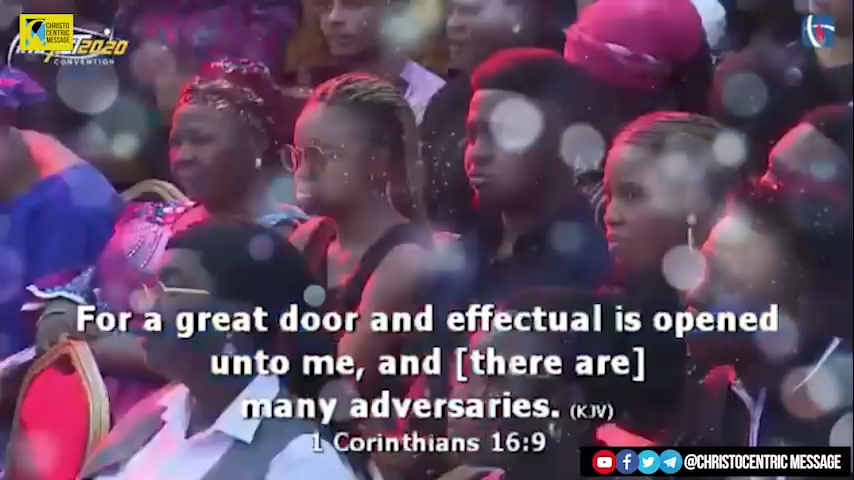 CHRISTO
CENTRIC
MESSAGE
2020
CONVENTION
For a great door and effectual is opened
unto me, and [there are]
many adversaries. (KJV)
1 Corinthians 16:9
@CHRISTOCENTRIC MESSAGE